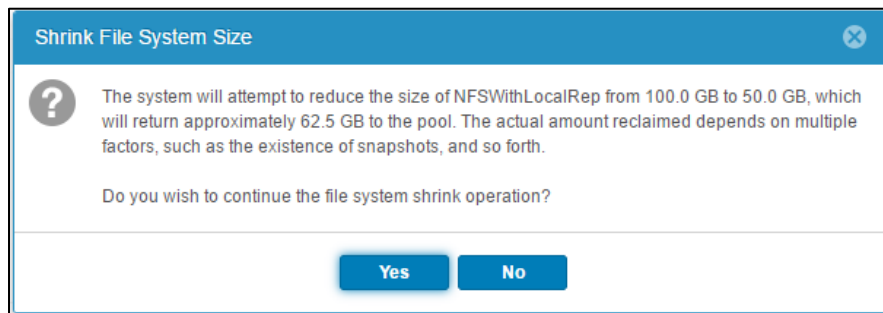 Shrink File System Size
The system will attempt to reduce the size of NFSWithLocalRep from 100.0 GB to 50.0 GB, which
will return approximately 62.5 GB to the pool. The actual amount reclaimed depends on multiple
factors, such as the existence of snapshots, and so forth.
Do you wish to continue the file system shrink operation?
Yes No